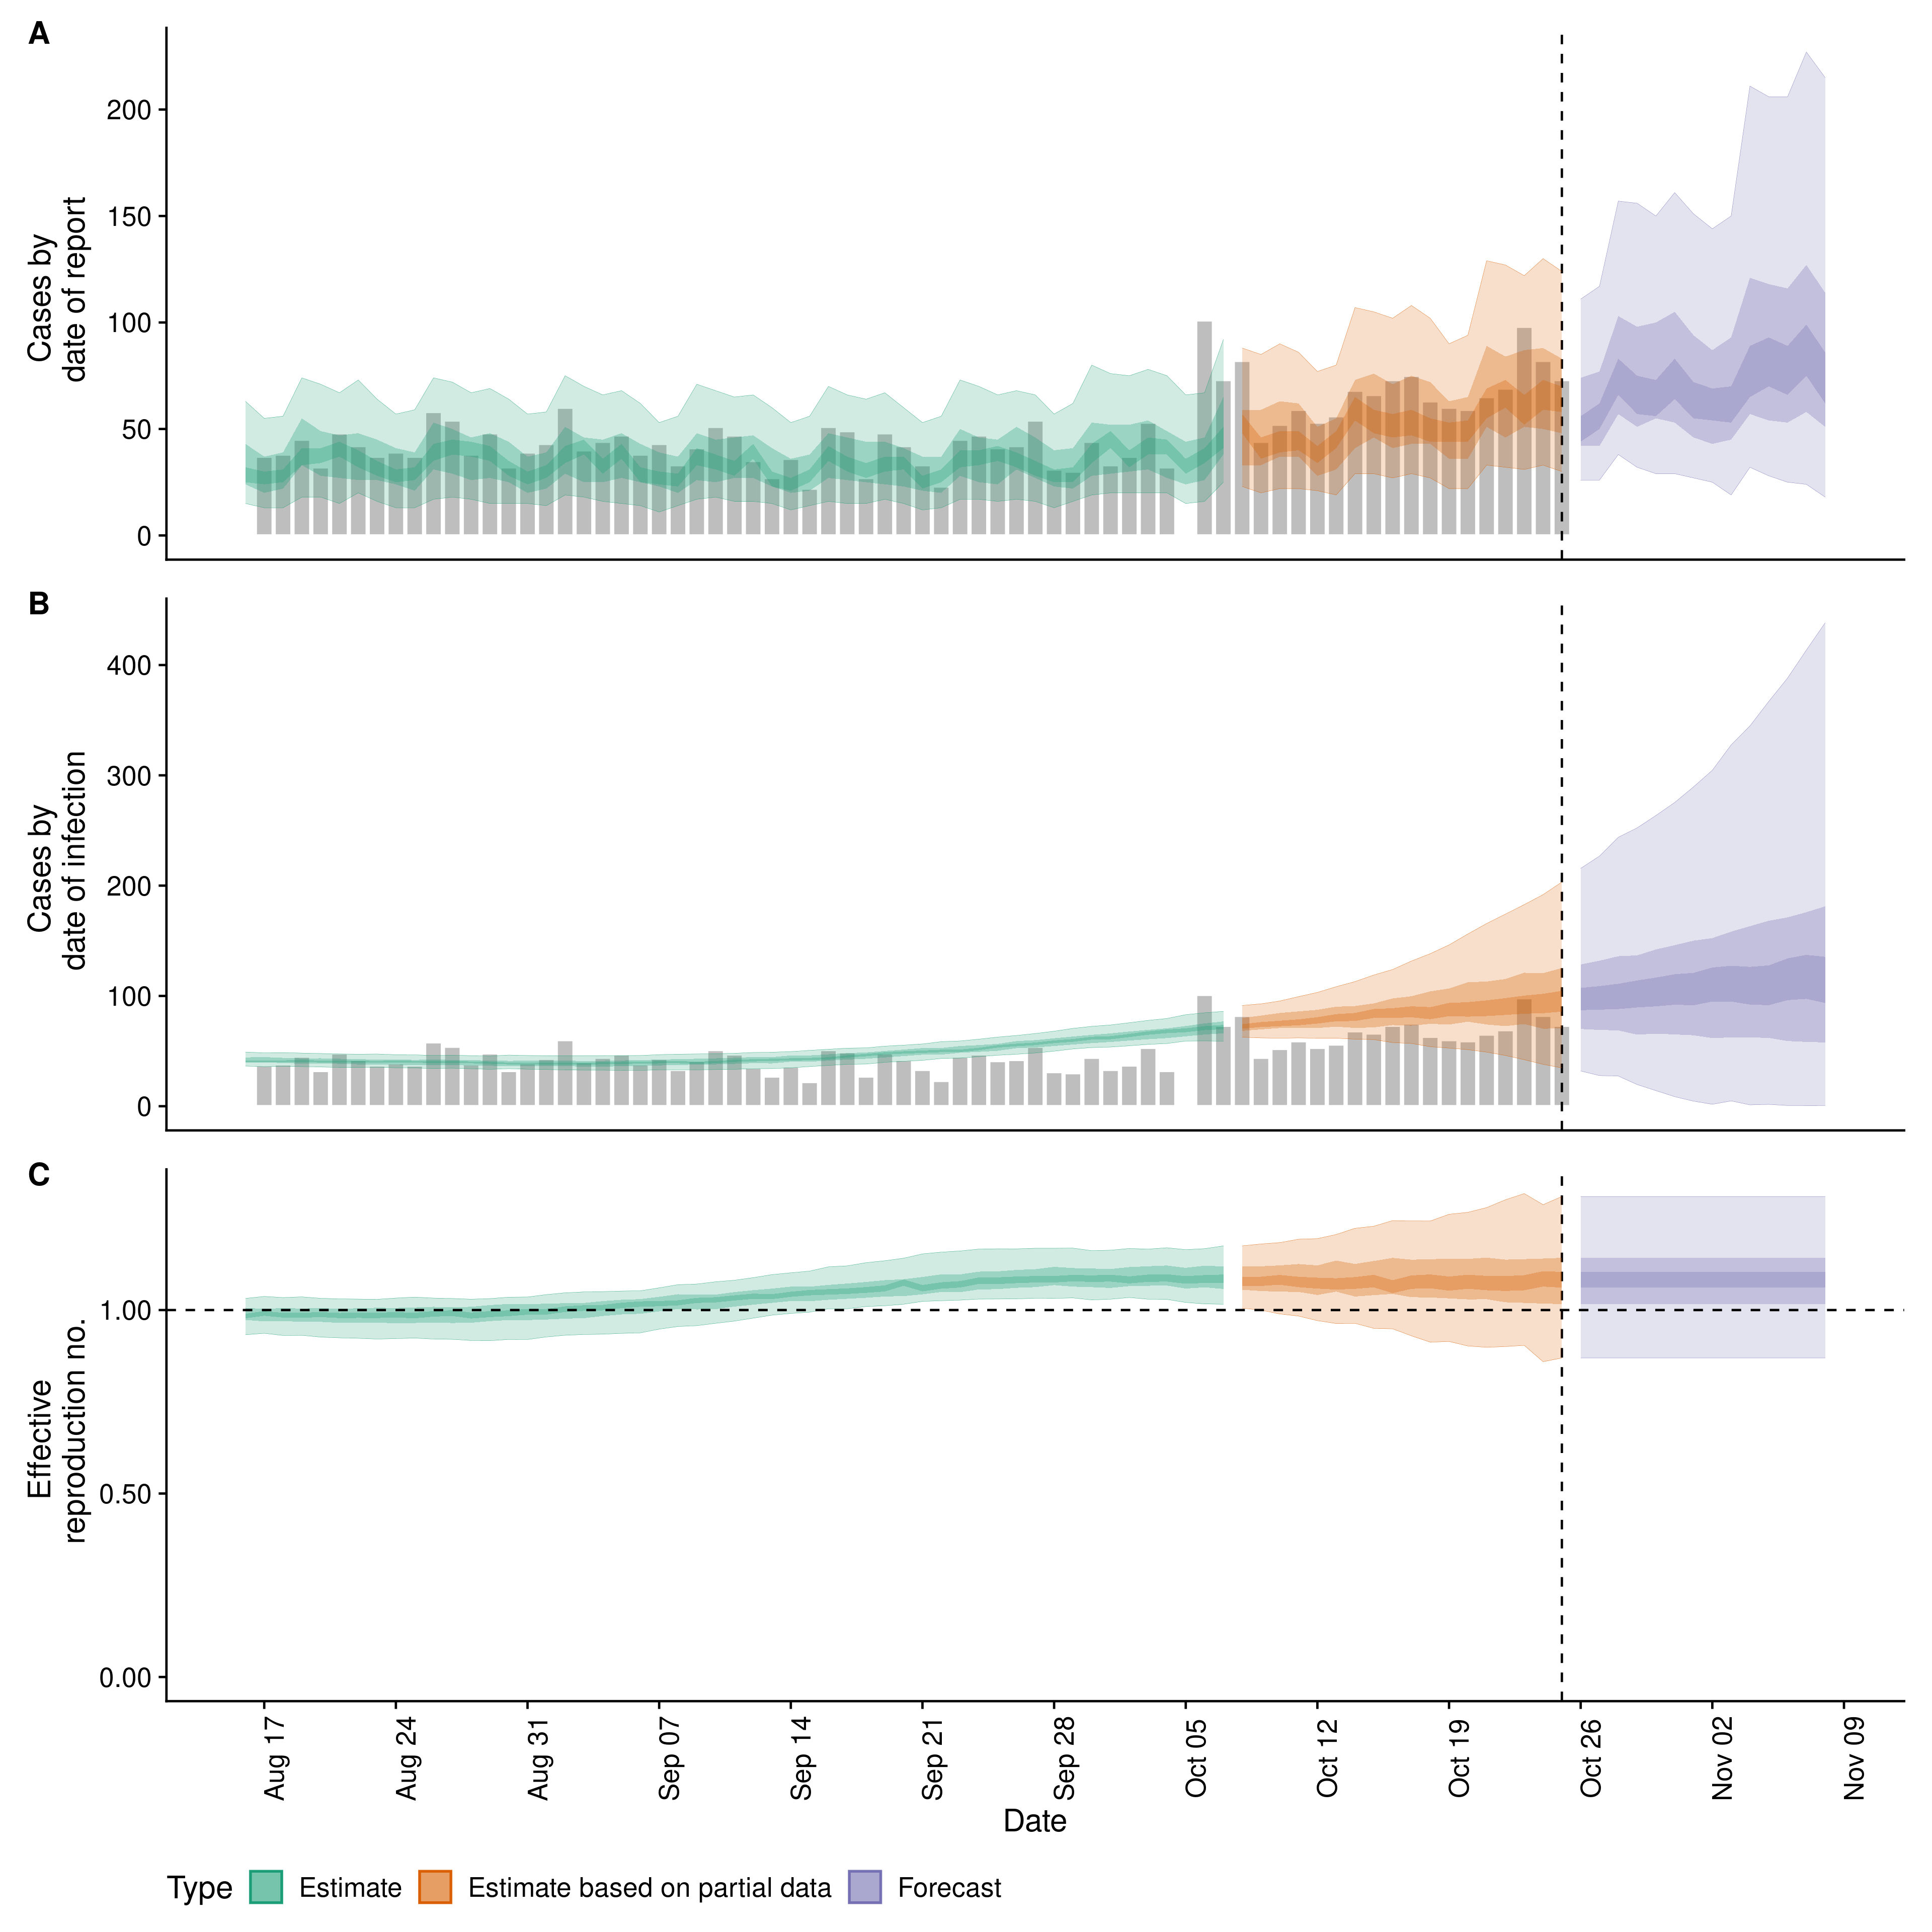 A
200
150
100
50
0
Cases by
date of report
B
400
300
200
100
0
Cases by
date of infection
C
1.00
0.50
0.00
Effective
reproduction no.
Aug 17
Aug 24
Aug 31
Sep 07
Sep 14
Sep 21
Sep 28
Oct 05
Oct 12
Oct 19
Oct 26
Nov 02
Nov 09
Date
Type Estimate Estimate based on partial data Forecast